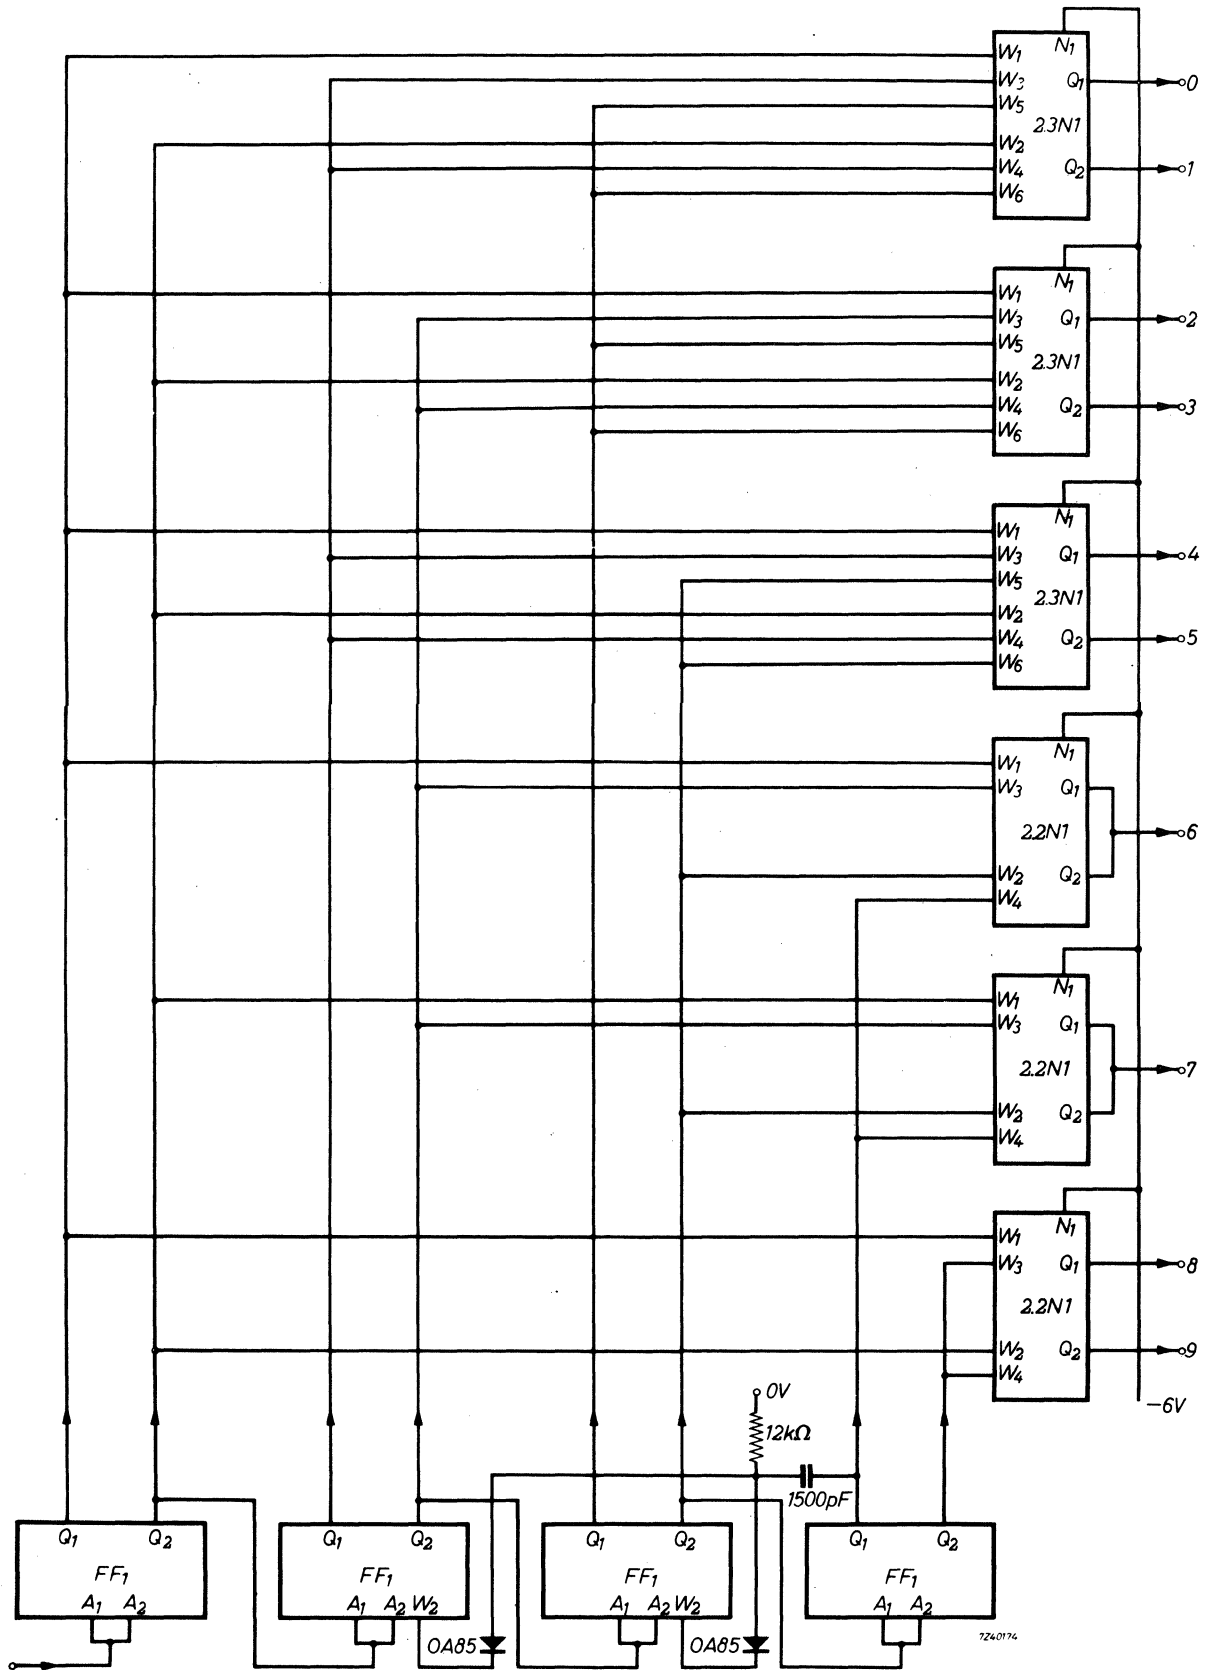 W1 N1
W3 Q1 0
W5
2.3N1
W2
W4 Q2 1
W6
N1
W1
W3 Q1 2
W5
2.3N1
W2
W4 Q2 3
W6
N1
W1
W3 Q1 4
W5
2.3N1
W2
W4 Q2 5
W6
N1
W1
W3 Q1
2.2N1 6
W2 Q2
W4
N1
W1
W3 Q1
2.2N1 7
W2 Q2
W4
N1
W1
W3 Q1 8
2.2N1
W2 Q2 9
W4
0V
-6V
12kΩ
1500pF
Q1 Q2 Q1 Q2 Q1 Q2 Q1 Q2
FF1 FF1 FF1 FF1
A1 A2 A1 A2 W2 A1 A2 W2 A1 A2
OA85 OA85
7Z40174